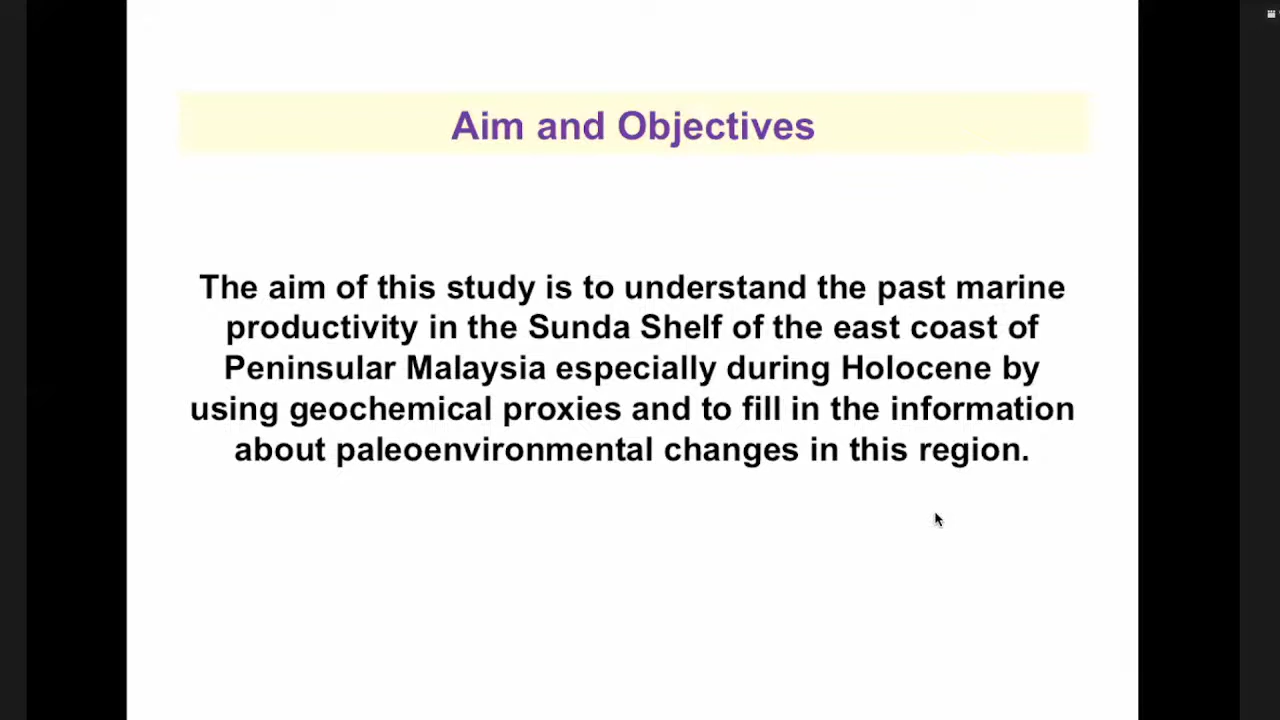 Aim and Objectives
The aim of this study is to understand the past marine
productivity in the Sunda Shelf of the east coast of
Peninsular Malaysia especially during Holocene by
using geochemical proxies and to fill in the information
about paleoenvironmental changes in this region.